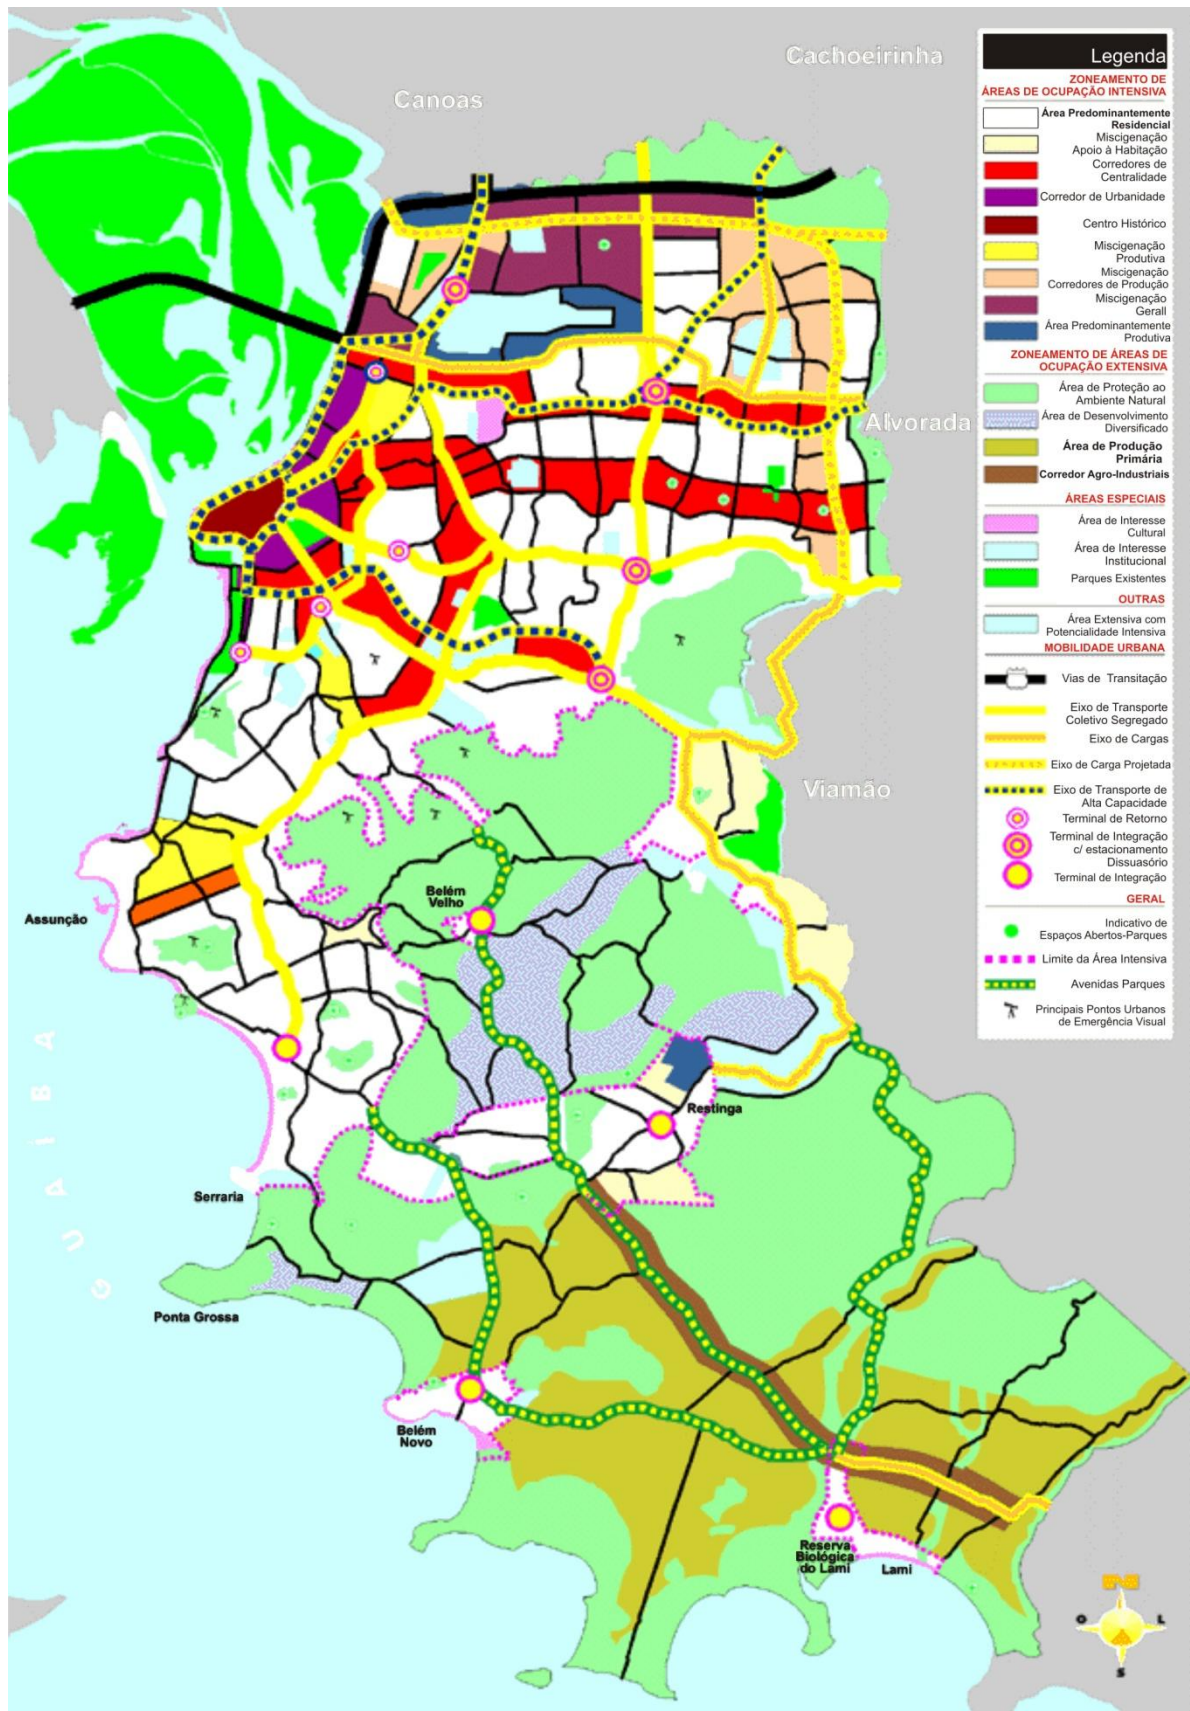 Cachoeirinha
Canoas
Alvorada
Viamão
Belém
Velho
Assunção
GUAÍBA
Restinga
Serraria
Ponta Grossa
Belém
Novo
Reserva
Biológica
do Lami
Lami
N
O
L
S
Legenda
ZONEAMENTO DE
ÁREAS DE OCUPAÇÃO INTENSIVA
Área Predominantemente
Residencial
Miscigenação
Apoio à Habitação
Corredores de
Centralidade
Corredor de Urbanidade
Centro Histórico
Miscigenação
Produtiva
Miscigenação
Corredores de Produção
Miscigenação
Gerall
Área Predominantemente
Produtiva
ZONEAMENTO DE ÁREAS DE
OCUPAÇÃO EXTENSIVA
Área de Proteção ao
Ambiente Natural
Área de Desenvolvimento
Diversificado
Área de Produção
Primária
Corredor Agro-Industriais
ÁREAS ESPECIAIS
Área de Interesse
Cultural
Área de Interesse
Institucional
Parques Existentes
OUTRAS
Área Extensiva com
Potencialidade Intensiva
MOBILIDADE URBANA
Vias de Transitação
Eixo de Transporte
Coletivo Segregado
Eixo de Cargas
Eixo de Carga Projetada
Eixo de Transporte de
Alta Capacidade
Terminal de Retorno
Terminal de Integração
c/ estacionamento
Dissuasório
Terminal de Integração
GERAL
Indicativo de
Espaços Abertos-Parques
Limite da Área Intensiva
Avenidas Parques
Principais Pontos Urbanos
de Emergência Visual